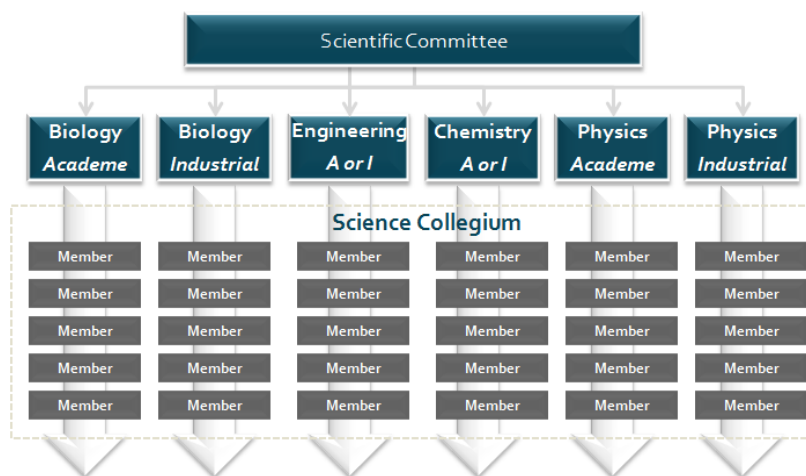 Scientific Committee
Biology
Academe
Biology
Industrial
Engineering
A or I
Chemistry
A or I
Physics
Academe
Physics
Industrial
Science Collegium
Member Member Member Member Member Member
Member Member Member Member Member Member
Member Member Member Member Member Member
Member Member Member Member Member Member
Member Member Member Member Member Member